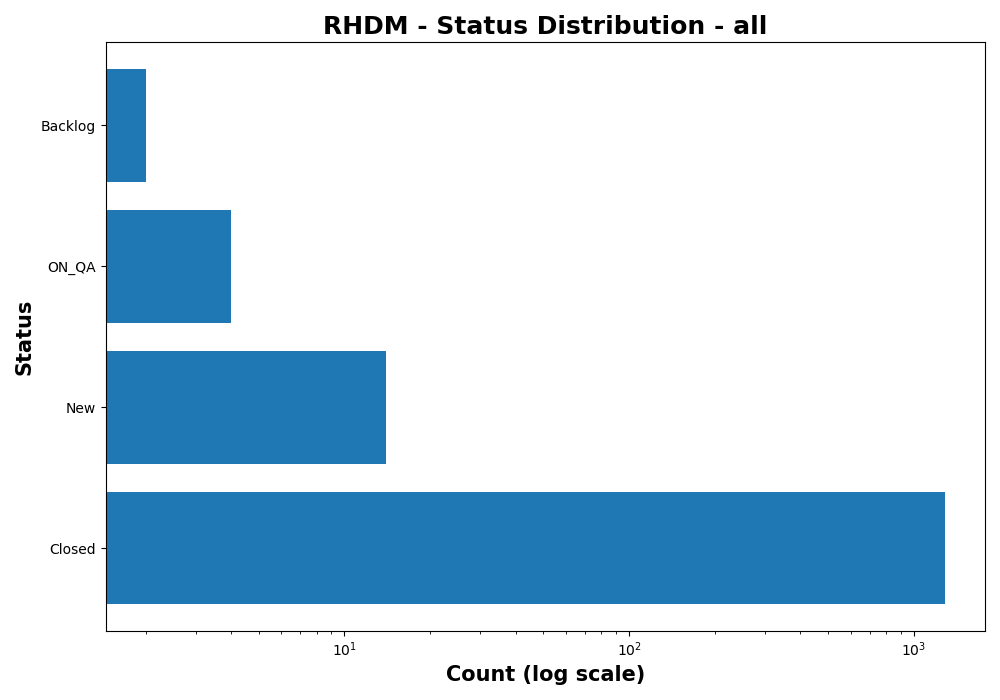 RHDM - Status Distribution - all
Backlog
ON_QA
New
Closed
Status
10¹
10²
10³
Count (log scale)